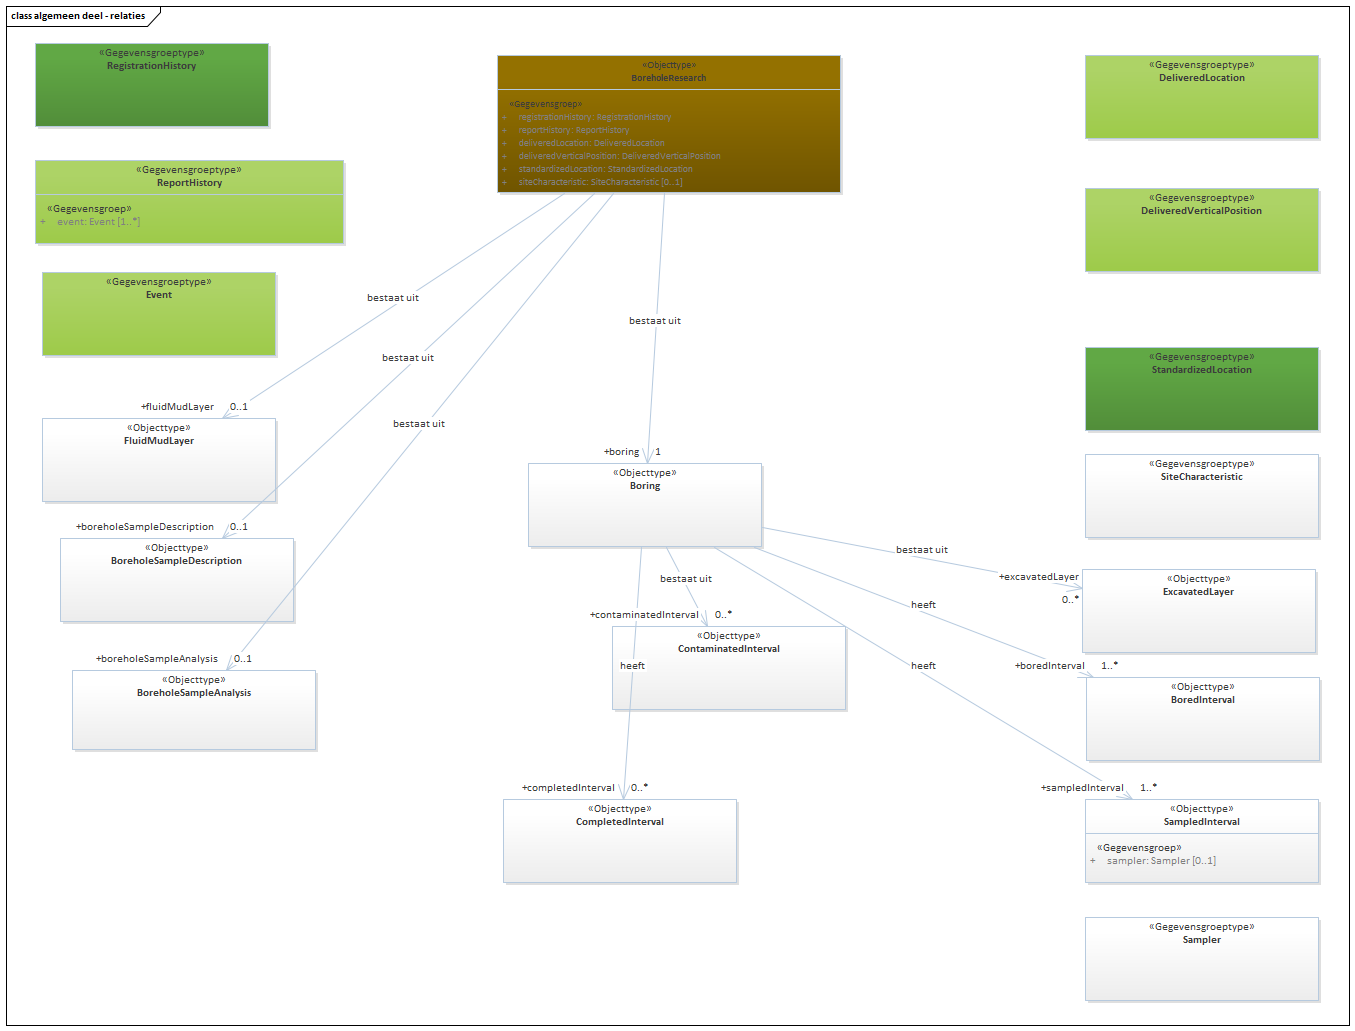 class algemeen deel - relaties
«Gegevensgroeptype»
RegistrationHistory
«Gegevensgroeptype»
ReportHistory
«Gegevensgroep»
+ event: Event [1..*]
«Gegevensgroeptype»
Event
«Objecttype»
BoreholeResearch
«Gegevensgroep»
+ registrationHistory: RegistrationHistory
+ reportHistory: ReportHistory
+ deliveredLocation: DeliveredLocation
+ deliveredVerticalPosition: DeliveredVerticalPosition
+ standardizedLocation: StandardizedLocation
+ siteCharacteristic: SiteCharacteristic [0..1]
«Gegevensgroeptype»
DeliveredLocation
«Gegevensgroeptype»
DeliveredVerticalPosition
«Gegevensgroeptype»
StandardizedLocation
«Gegevensgroeptype»
SiteCharacteristic
bestaat uit
bestaat uit
bestaat uit
bestaat uit
+fluidMudLayer 0..1
«Objecttype»
FluidMudLayer
+boreholeSampleDescription 0..1
«Objecttype»
BoreholeSampleDescription
+boreholeSampleAnalysis 0..1
«Objecttype»
BoreholeSampleAnalysis
+boring 1
«Objecttype»
Boring
bestaat uit
+excavatedLayer
0..*
«Objecttype»
ExcavatedLayer
bestaat uit
+contaminatedInterval 0..*
«Objecttype»
ContaminatedInterval
heeft
+boredInterval 1..*
«Objecttype»
BoredInterval
heeft
+completedInterval 0..*
«Objecttype»
CompletedInterval
heeft
+sampledInterval 1..*
«Objecttype»
SampledInterval
«Gegevensgroep»
+ sampler: Sampler [0..1]
«Gegevensgroeptype»
Sampler